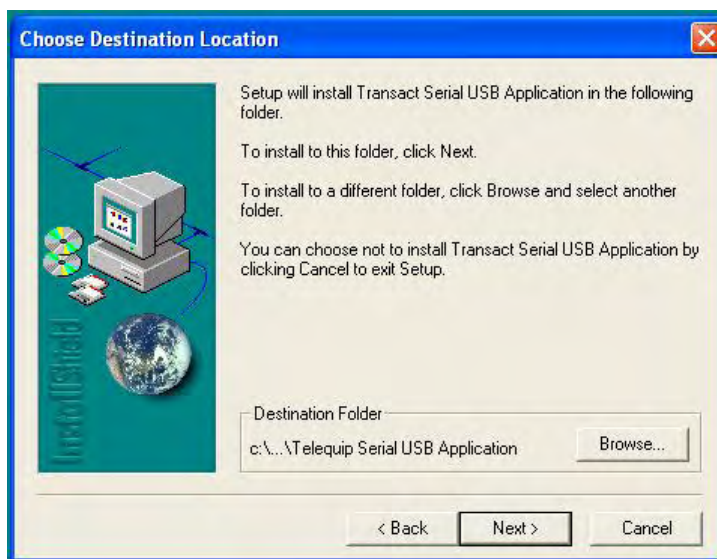 Choose Destination Location
Setup will install Transact Serial USB Application in the following
folder.
To install to this folder, click Next.
To install to a different folder, click Browse and select another
folder.
You can choose not to install Transact Serial USB Application by
clicking Cancel to exit Setup.
InstallShield
Destination Folder
c:\...\Telequip Serial USB Application
Browse...
< Back
Next >
Cancel